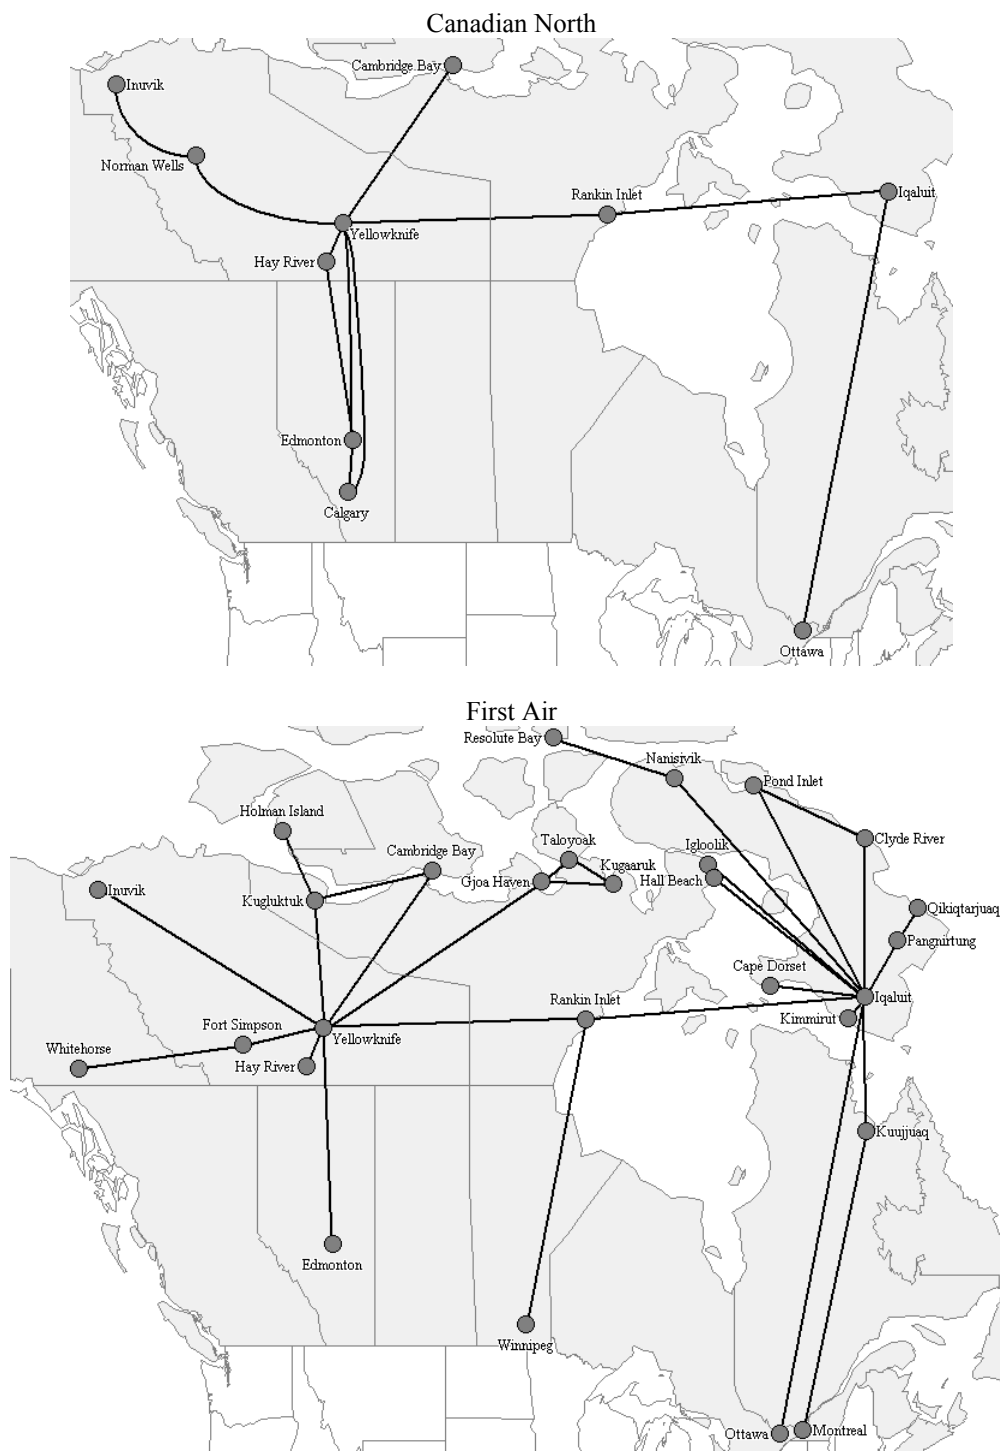 Canadian North
Cambridge Bay
Inuvik
Norman Wells
Rankin Inlet
Iqaluit
Yellowknife
Hay River
Edmonton
Calgary
Ottawa
First Air
Resolute Bay
Nanisivik
Pond Inlet
Holman Island
Clyde River
Taloyoak
Igloolik
Cambridge Bay
Kugaaruk
Gjoa Haven
Hall Beach
Inuvik
Kugluktuk
Qikiqtarjuaq
Pangnirtung
Cape Dorset
Iqaluit
Rankin Inlet
Kimmirut
Fort Simpson
Yellowknife
Whitehorse
Hay River
Kuujjuaq
Edmonton
Winnipeg
Ottawa
Montreal